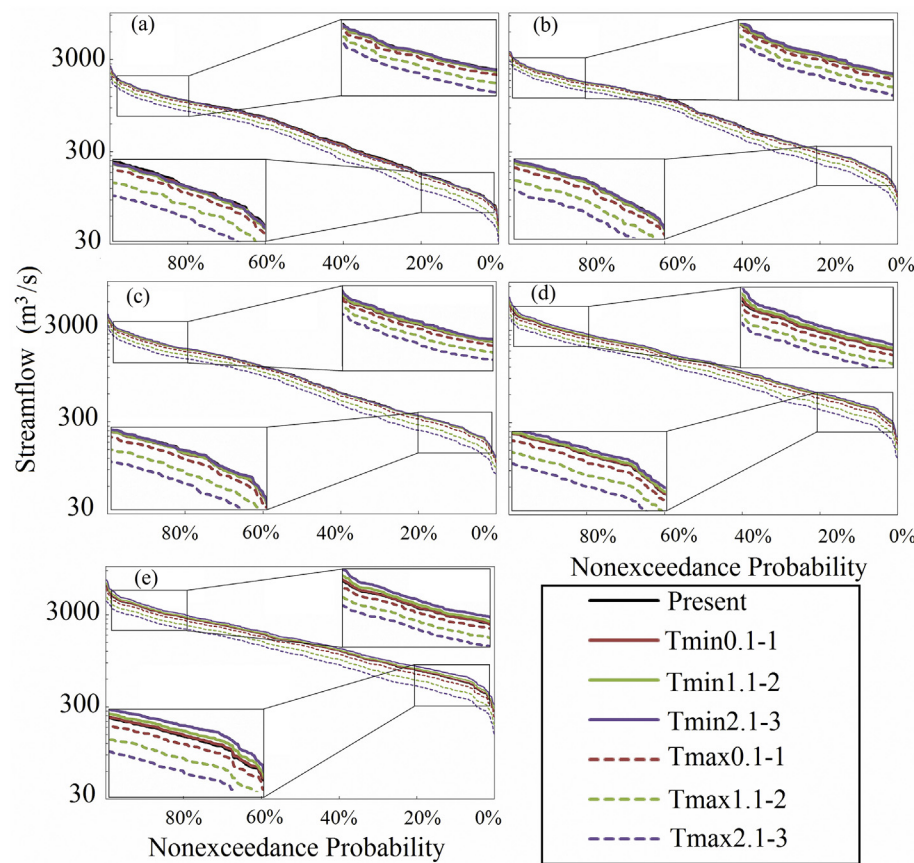 (a)
(b)
3000
300
30
80% 60% 40% 20% 0%
80% 60% 40% 20% 0%
(c)
(d)
3000
300
30
80% 60% 40% 20% 0%
80% 60% 40% 20% 0%
Streamflow (m³/s)
Nonexceedance Probability
(e)
3000
300
30
80% 60% 40% 20% 0%
Nonexceedance Probability
Present
Tmin0.1-1
Tmin1.1-2
Tmin2.1-3
Tmax0.1-1
Tmax1.1-2
Tmax2.1-3